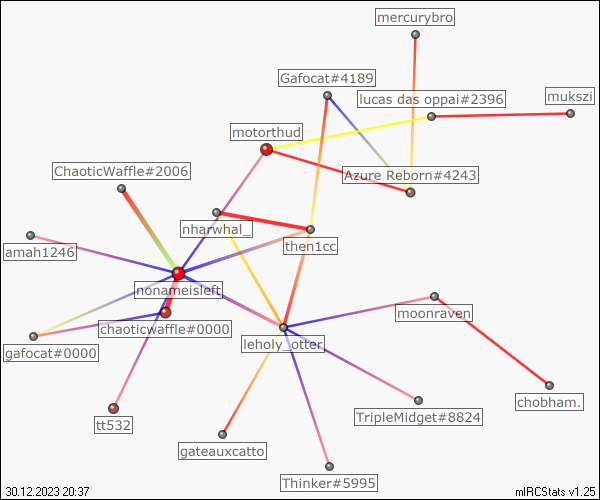 mercurybro
Gafocat#4189
lucas das oppai#2396
mukszi
motorthud
ChaoticWaffle#2006
Azure Reborn#4243
nharwhal_
then1cc
amah1246
nonameisleft
moonraven
chaoticwaffle#0000
leholy_otter
gafocat#0000
chobham.
TripleMidget#8824
tt532
gateauxcatto
Thinker#5995
30.12.2023 20:37
mIRCStats v1.25